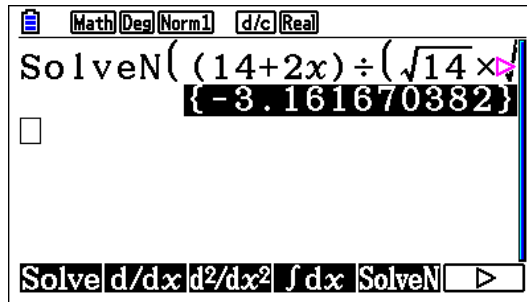 Math Deg Norm1 d/c Real
SolveN((14+2x)÷(√14×√
{-3.161670382}
Solve d/dx d²/dx² ∫dx SolveN ▷